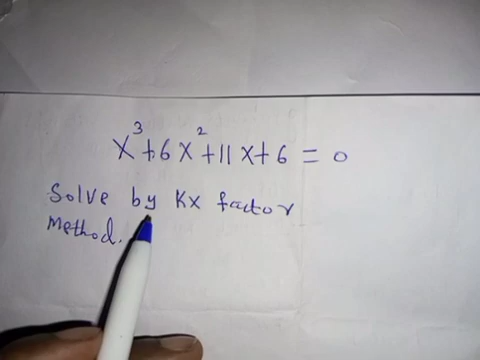 x³+6x²+11x+6 = 0
Solve by Kx factor
Method.